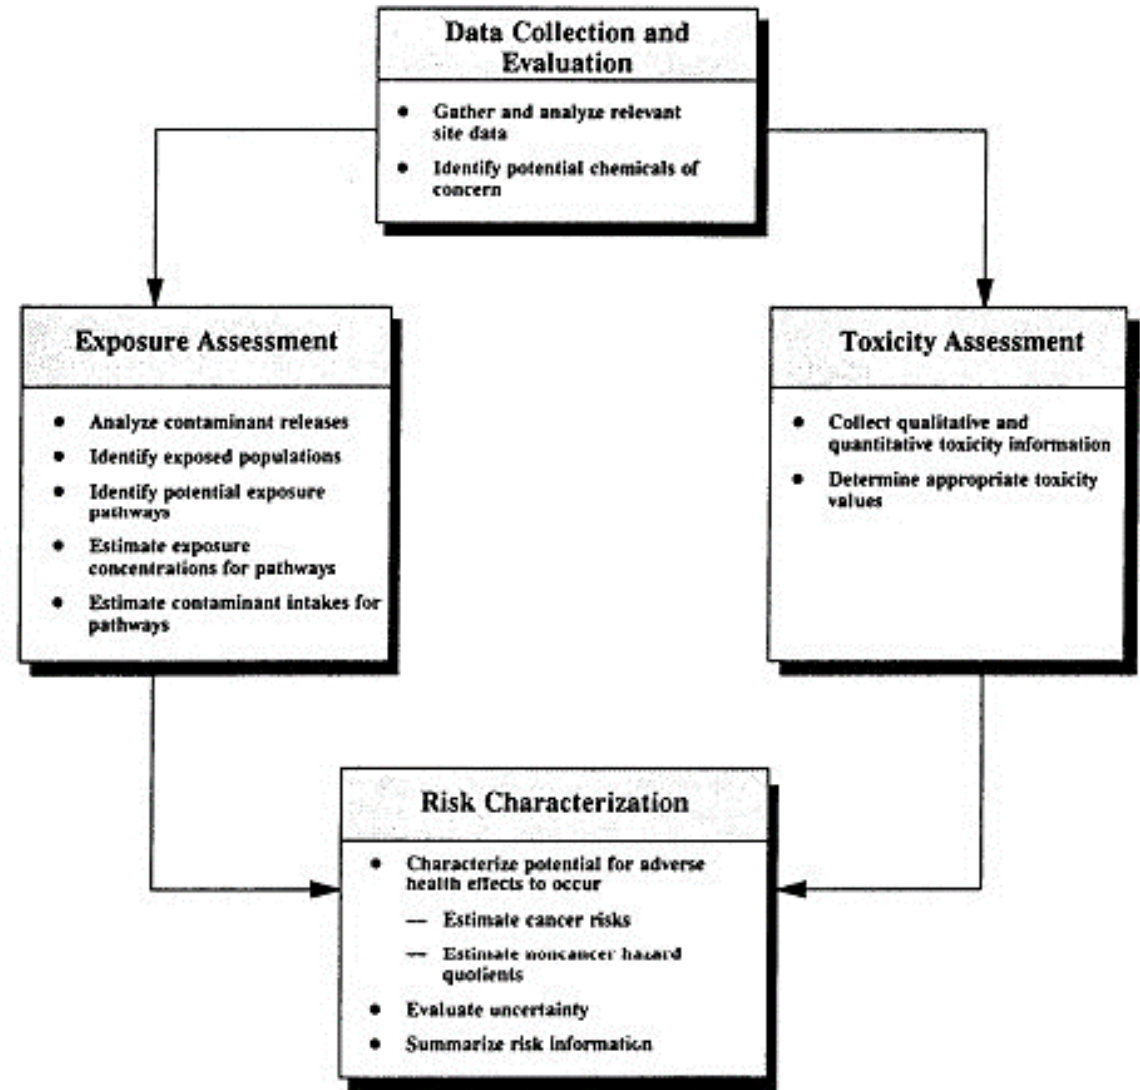 Data Collection and
Evaluation
● Gather and analyze relevant
site data
● Identify potential chemicals of
concern
Exposure Assessment
● Analyze contaminant releases
● Identify exposed populations
● Identify potential exposure
pathways
● Estimate exposure
concentrations for pathways
● Estimate contaminant intakes for
pathways
Toxicity Assessment
● Collect qualitative and
quantitative toxicity information
● Determine appropriate toxicity
values
Risk Characterization
● Characterize potential for adverse
health effects to occur
— Estimate cancer risks
— Estimate noncancer hazard
quotients
● Evaluate uncertainty
● Summarize risk information